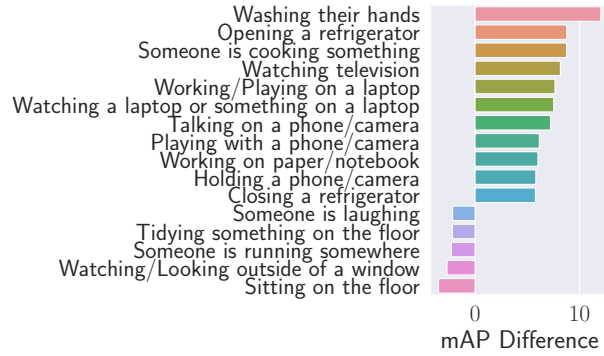 Washing their hands
Opening a refrigerator
Someone is cooking something
Watching television
Working/Playing on a laptop
Watching a laptop or something on a laptop
Talking on a phone/camera
Playing with a phone/camera
Working on paper/notebook
Holding a phone/camera
Closing a refrigerator
Someone is laughing
Tidying something on the floor
Someone is running somewhere
Watching/Looking outside of a window
Sitting on the floor
0 10
mAP Difference